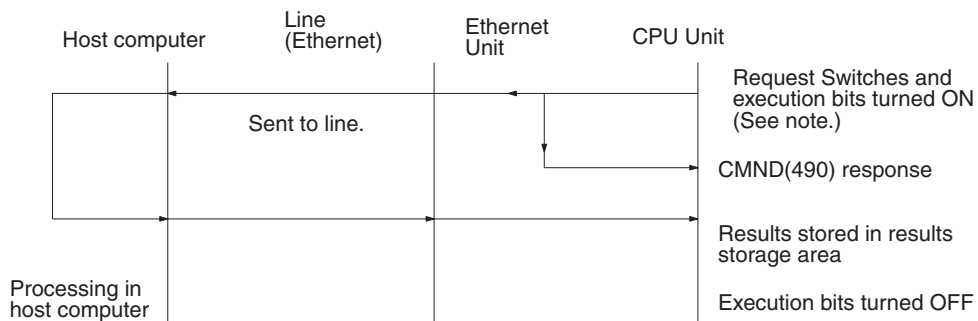 Host computer
Line
(Ethernet)
Ethernet
Unit
CPU Unit
Request Switches and
execution bits turned ON
(See note.)
Sent to line.
CMND(490) response
Results stored in results
storage area
Processing in
host computer
Execution bits turned OFF